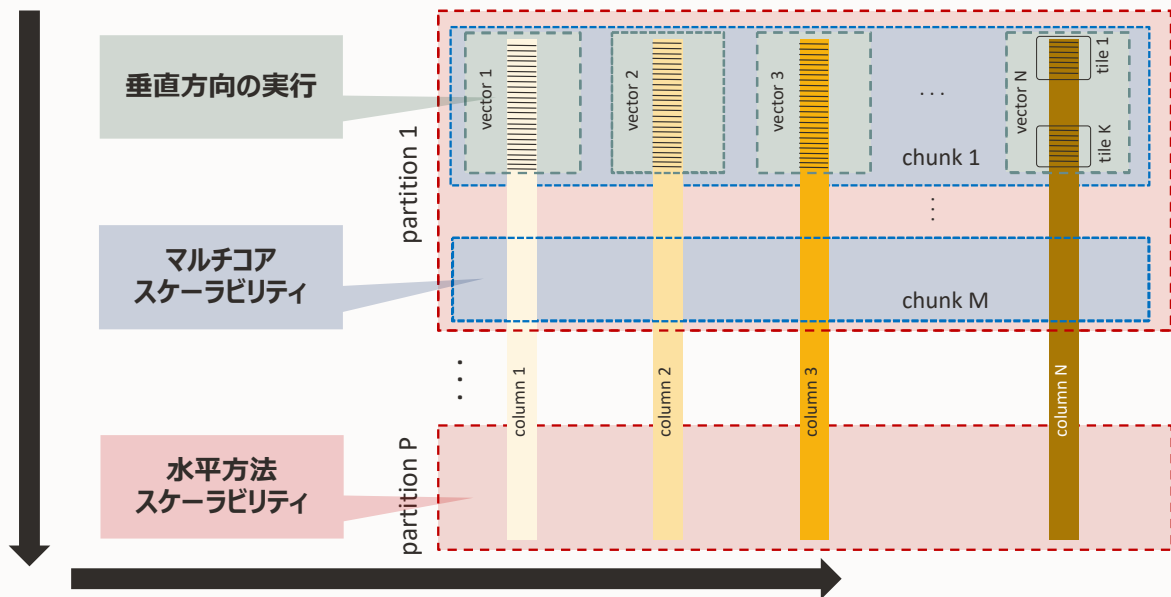 垂直方向の実行
マルチコア
スケーラビリティ
水平方法
スケーラビリティ
partition 1
vector 1
vector 2
vector 3
. . .
vector N
tile 1
tile K
chunk 1
. . .
chunk M
. . .
column 1
column 2
column 3
column N
partition P